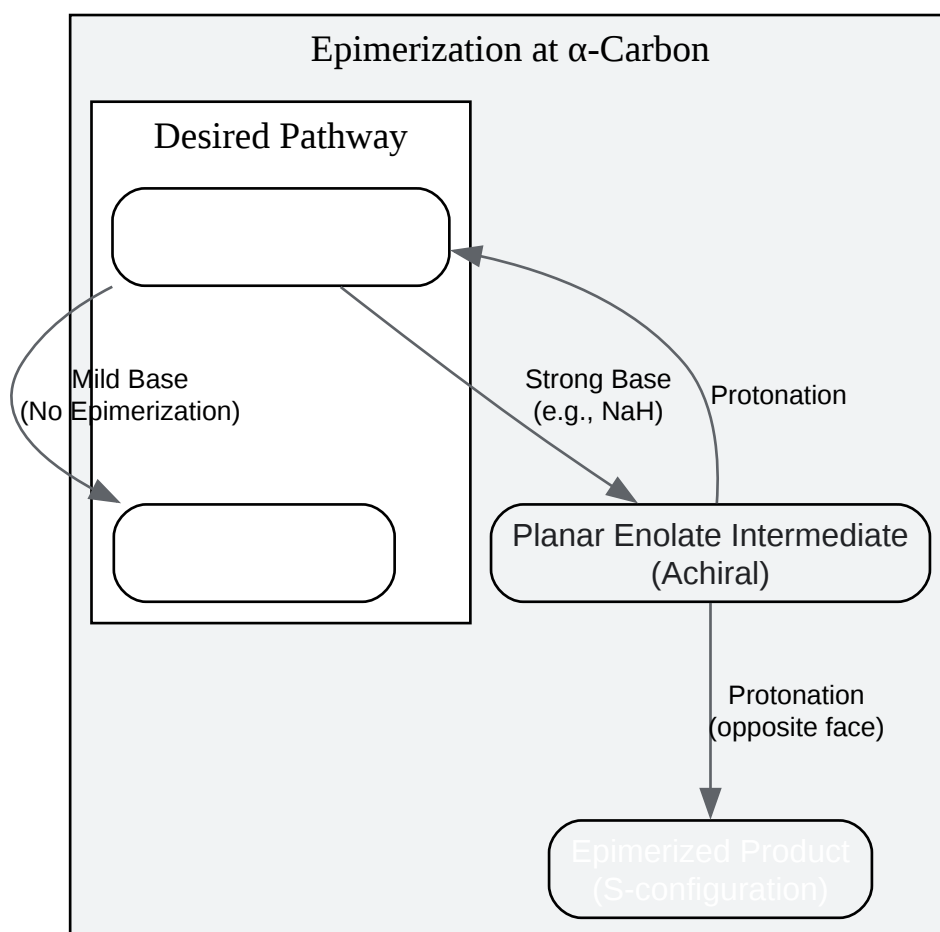 Epimerization at α-Carbon
Desired Pathway
Mild Base
(No Epimerization)
Strong Base
(e.g., NaH)
Protonation
Planar Enolate Intermediate
(Achiral)
Protonation
(opposite face)
Epimerized Product
(S-configuration)